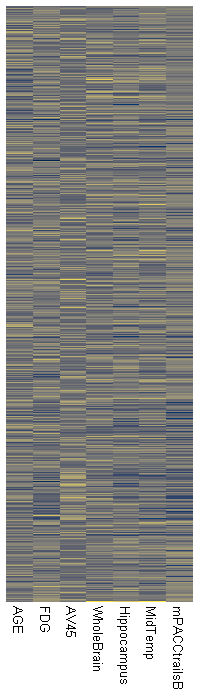 AGE
FDG
AV45
WholeBrain
Hippocampus
MidTemp
mPACCtrailsB